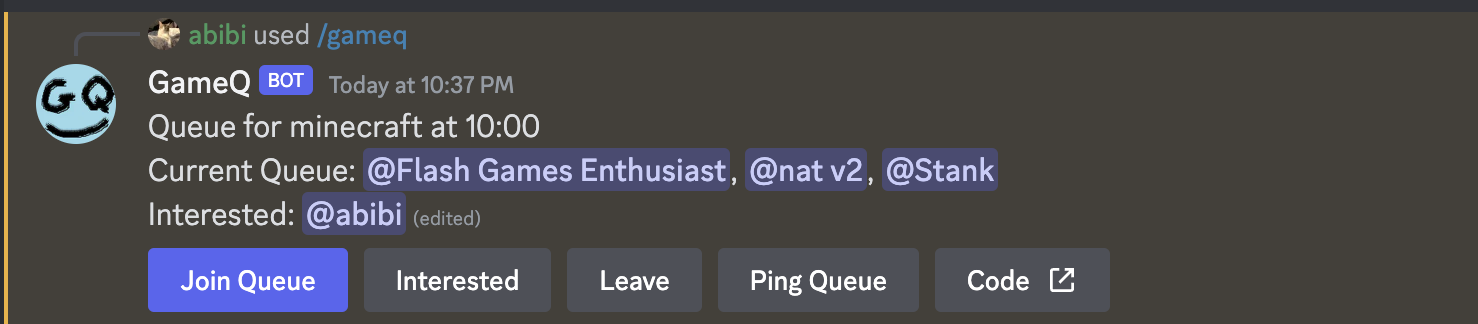 abibi used /gameq
GQ
GameQ BOT Today at 10:37 PM
Queue for minecraft at 10:00
Current Queue: @Flash Games Enthusiast, @nat v2, @Stank
Interested: @abibi (edited)
Join Queue Interested Leave Ping Queue Code